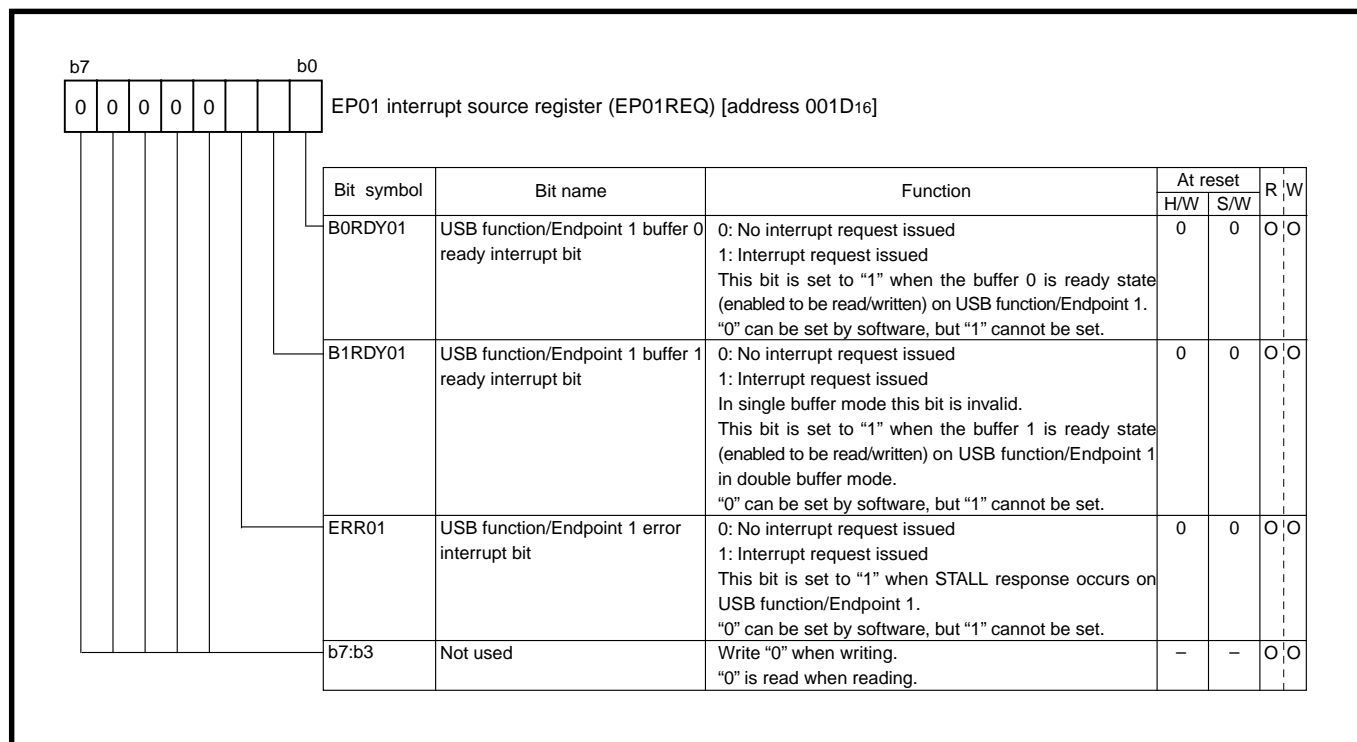 b7 b0
0 0 0 0 0
EP01 interrupt source register (EP01REQ) [address 001D16]
Bit symbol Bit name Function At reset R W
H/W S/W
B0RDY01 USB function/Endpoint 1 buffer 0 0: No interrupt request issued 0 0 O O
ready interrupt bit 1: Interrupt request issued
This bit is set to “1” when the buffer 0 is ready state
(enabled to be read/written) on USB function/Endpoint 1.
“0” can be set by software, but “1” cannot be set.
B1RDY01 USB function/Endpoint 1 buffer 1 0: No interrupt request issued 0 0 O O
ready interrupt bit 1: Interrupt request issued
In single buffer mode this bit is invalid.
This bit is set to “1” when the buffer 1 is ready state
(enabled to be read/written) on USB function/Endpoint 1
in double buffer mode.
“0” can be set by software, but “1” cannot be set.
ERR01 USB function/Endpoint 1 error 0: No interrupt request issued 0 0 O O
interrupt bit 1: Interrupt request issued
This bit is set to “1” when STALL response occurs on
USB function/Endpoint 1.
“0” can be set by software, but “1” cannot be set.
b7:b3 Not used Write “0” when writing. – – O O
“0” is read when reading.